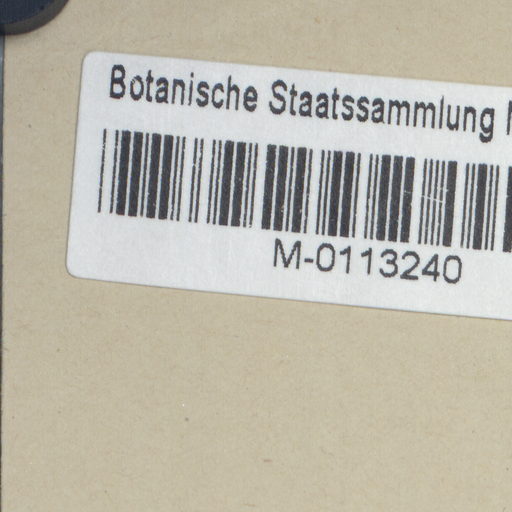 Botanische Staatssammlung
M-0113240